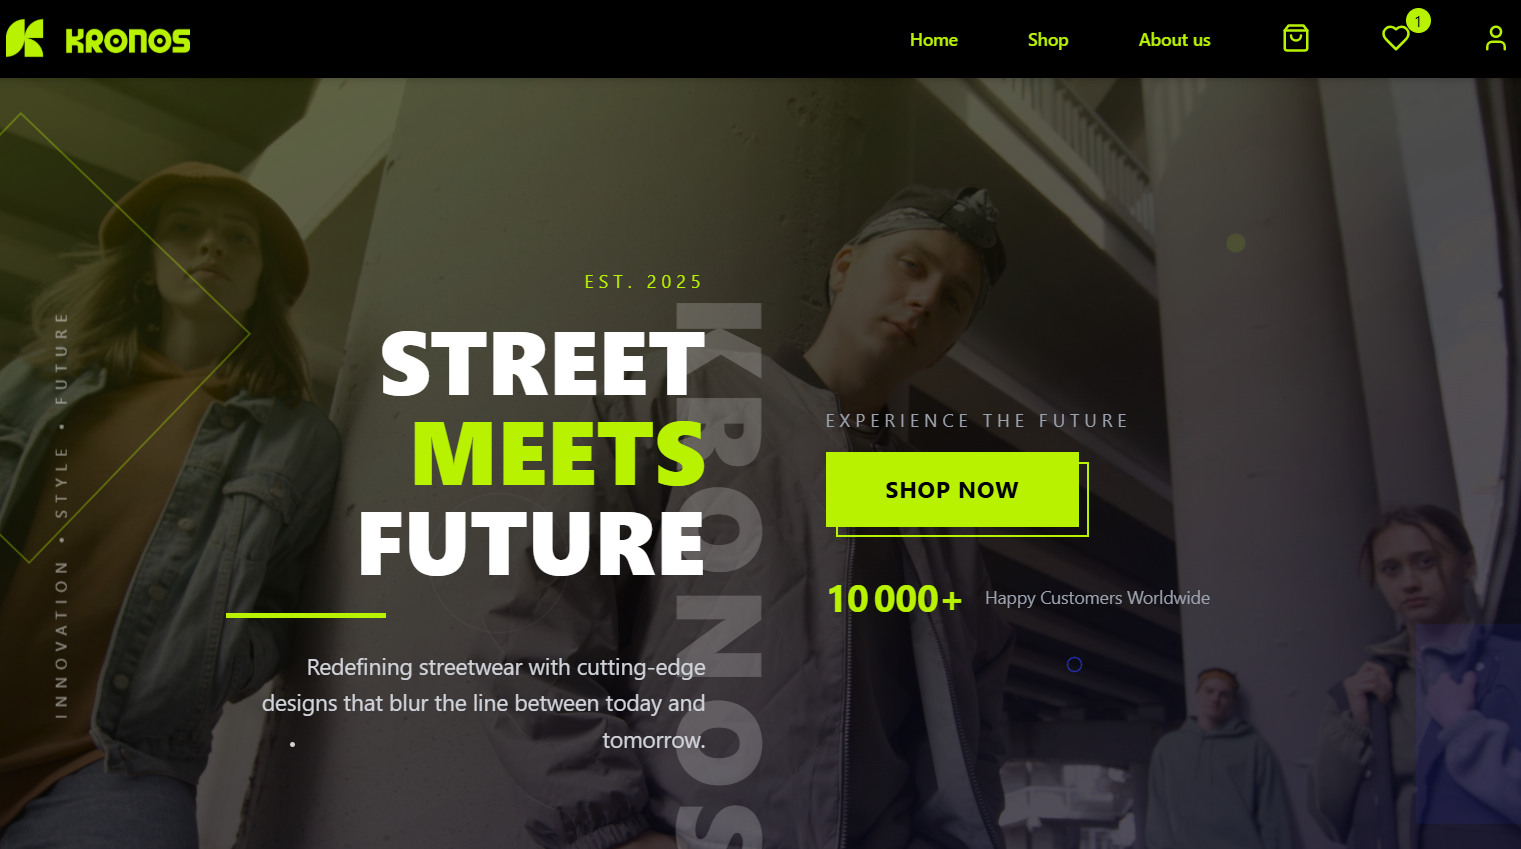 KRONOS
Home
Shop
About us
1
INNOVATION • STYLE • FUTURE
EST. 2025
STREET
MEETS
FUTURE
Redefining streetwear with cutting-edge
designs that blur the line between today and
tomorrow.
KRONOS
EXPERIENCE THE FUTURE
SHOP NOW
10 000+
Happy Customers Worldwide